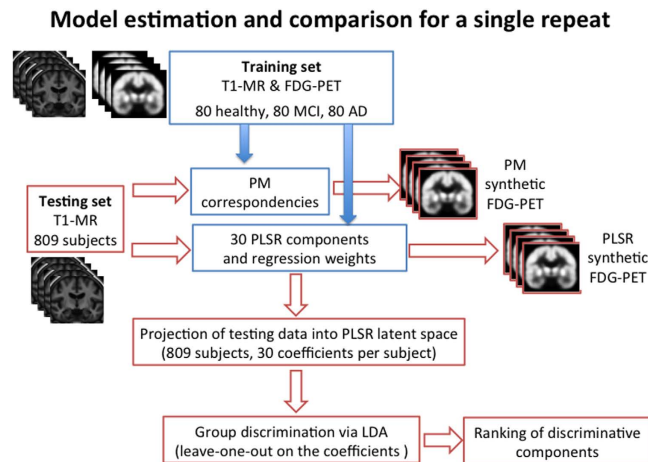 Model estimation and comparison for a single repeat
Training set
T1-MR & FDG-PET
80 healthy, 80 MCI, 80 AD
PM
correspondencies
PM
synthetic
FDG-PET
Testing set
T1-MR
809 subjects
30 PLSR components
and regression weights
PLSR
synthetic
FDG-PET
Projection of testing data into PLSR latent space
(809 subjects, 30 coefficients per subject)
Group discrimination via LDA
(leave-one-out on the coefficients )
Ranking of discriminative
components